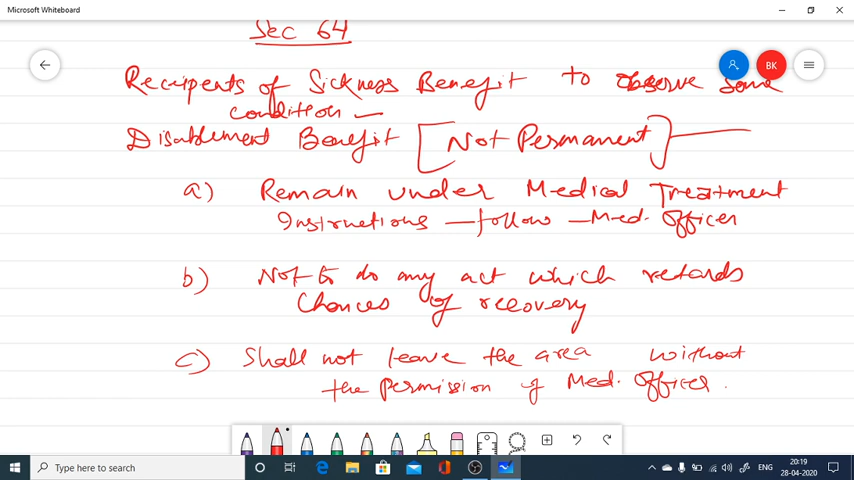 Microsoft Whiteboard
Sec 64
BK
Recipents of Sickness Benefit to observe some
condition –
Disablement Benefit [Not Permanent]
a) Remain under Medical Treatment
Instructions – follow – Med. Officer
b) Not to do any act which retards
Chances of recovery
c) Shall not leave the area without
the permission of Med. Officer.
Type here to search
ENG
20:19
28-04-2020